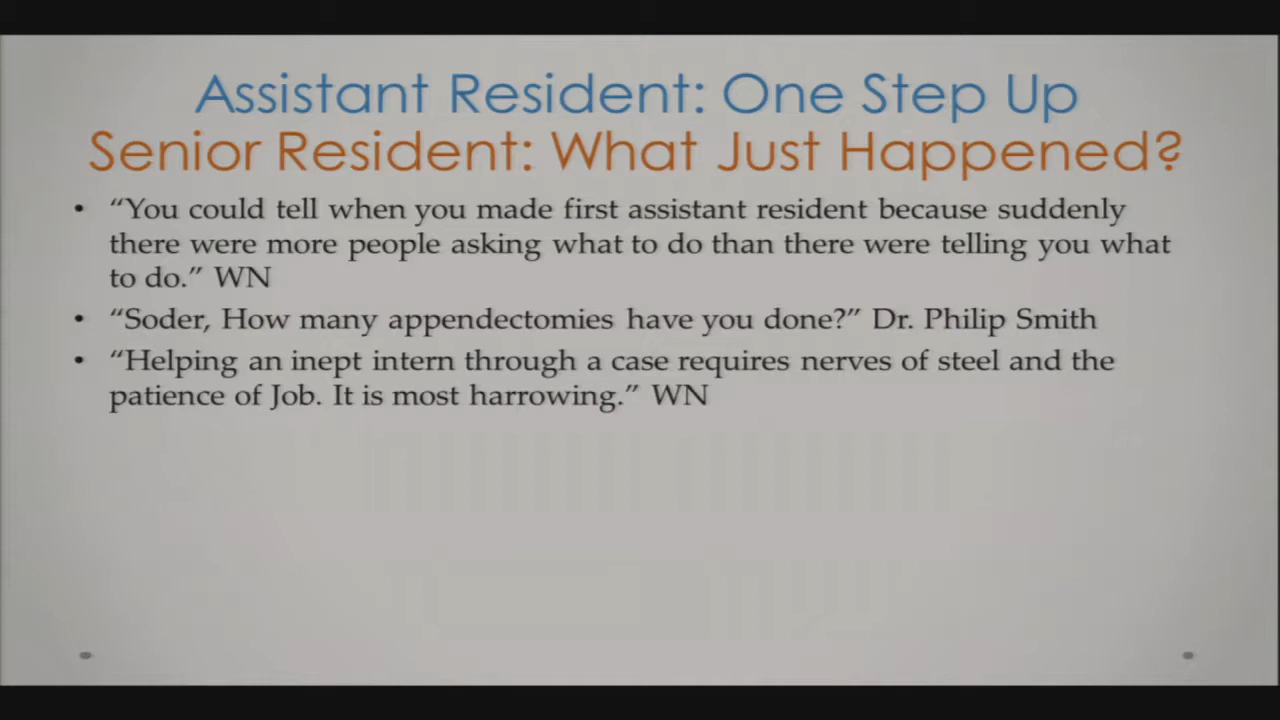 Assistant Resident: One Step Up
Senior Resident: What Just Happened?
• “You could tell when you made first assistant resident because suddenly
there were more people asking what to do than there were telling you what
to do.” WN
• “Soder, How many appendectomies have you done?” Dr. Philip Smith
• “Helping an inept intern through a case requires nerves of steel and the
patience of Job. It is most harrowing.” WN